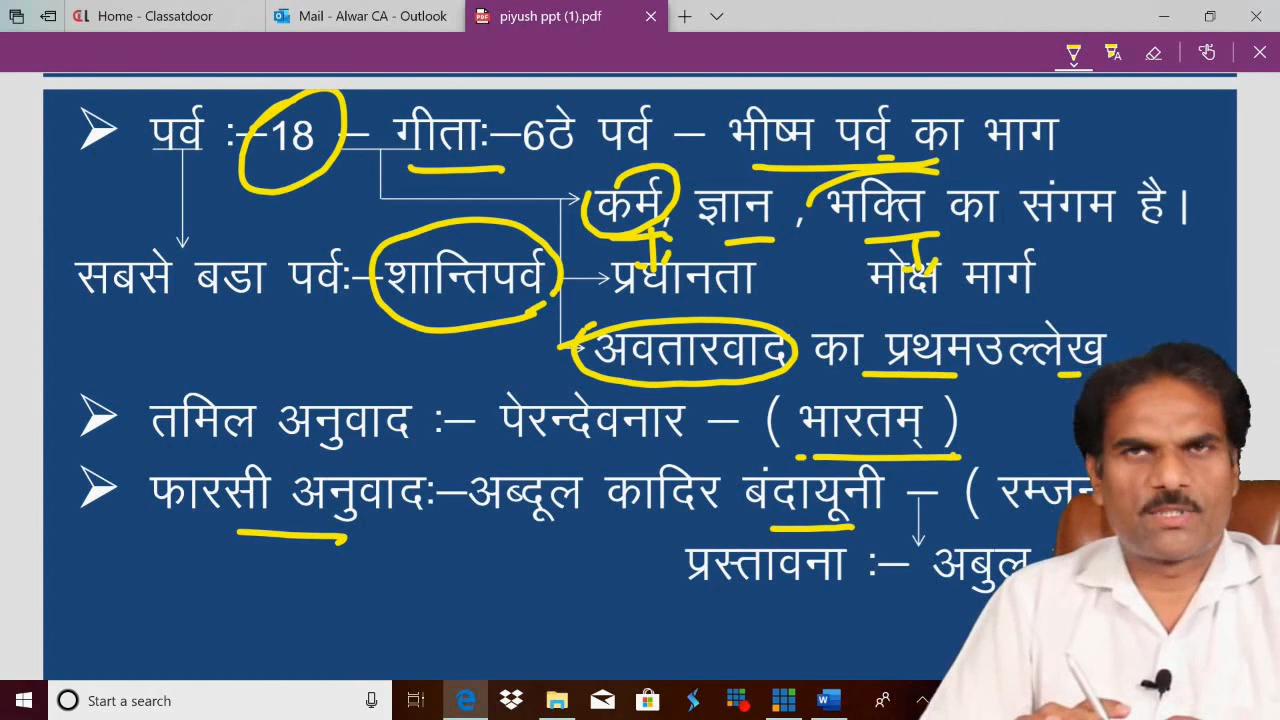 Home - Classatdoor
Mail - Alwar CA - Outlook
piyush ppt (1).pdf
पर्व :–18 – गीताः–6ठे पर्व – भीष्म पर्व का भाग
कर्म, ज्ञान , भक्ति का संगम है।
सबसे बडा पर्वः–शान्तिपर्व
प्रधानता मोक्ष मार्ग
अवतारवाद का प्रथमउल्लेख
तमिल अनुवाद :– पेरन्देवनार – ( भारतम् )
फारसी अनुवादः–अब्दूल कादिर बंदायूनी – (
प्रस्तावना :– अबुल
Start a search